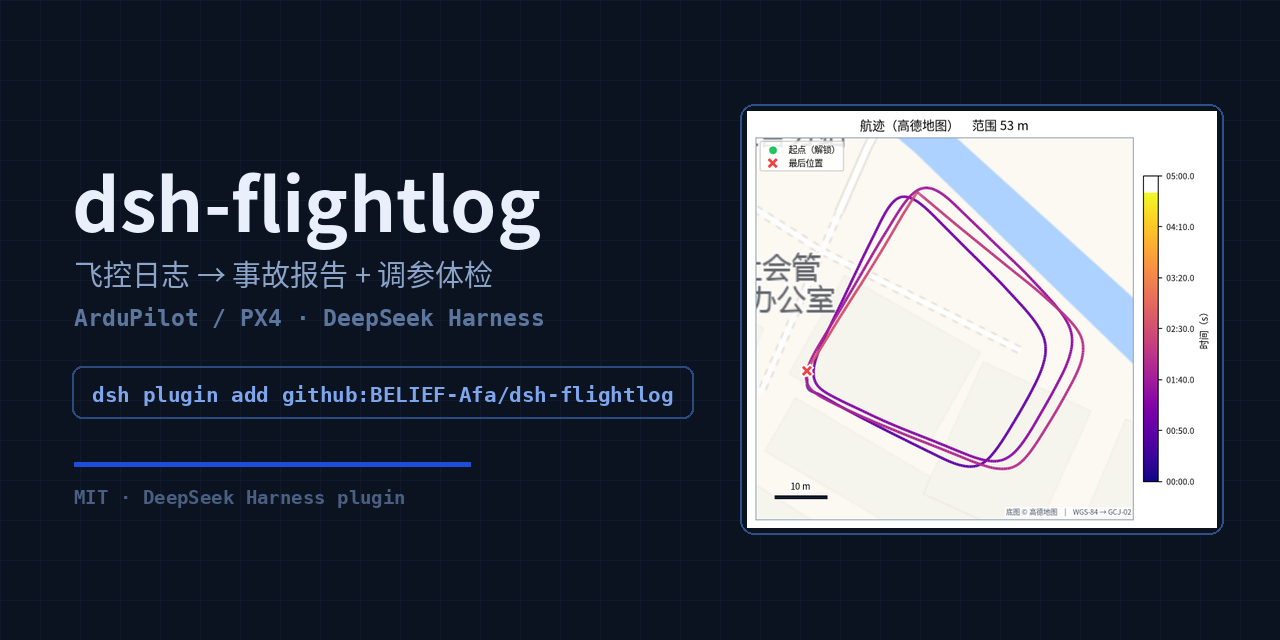 dsh-flightlog
飞控日志 → 事故报告 + 调参体检
ArduPilot / PX4 · DeepSeek Harness
dsh plugin add github:BELIEF-Afa/dsh-flightlog
MIT · DeepSeek Harness plugin
航迹（高德地图） 范围 53 m
起点（解锁）
最后位置
社会管
办公室
10 m
底图 © 高德地图 | WGS-84 → GCJ-02
05:00.0
04:10.0
03:20.0
02:30.0
01:40.0
00:50.0
00:00.0
时间（s）